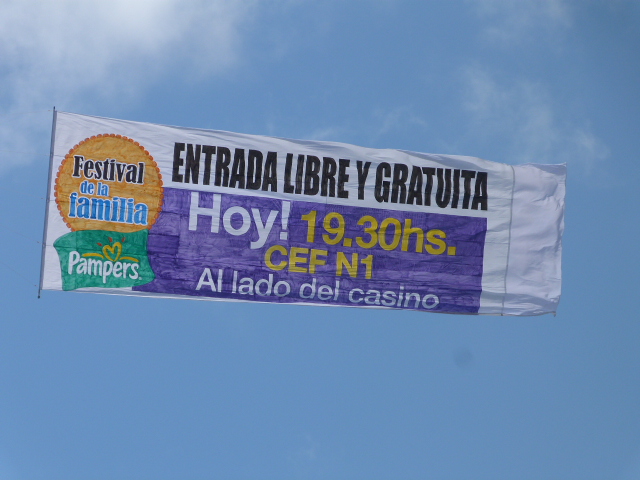 Festival
de la
familia
Pampers
ENTRADA LIBRE Y GRATUITA
Hoy! 19.30hs.
CEF N1
Al lado del casino